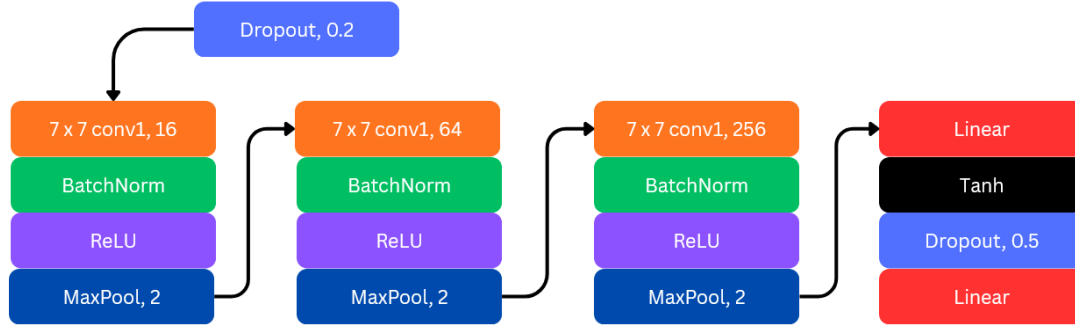 Dropout, 0.2
7 x 7 conv1, 16
BatchNorm
ReLU
MaxPool, 2
7 x 7 conv1, 64
BatchNorm
ReLU
MaxPool, 2
7 x 7 conv1, 256
BatchNorm
ReLU
MaxPool, 2
Linear
Tanh
Dropout, 0.5
Linear